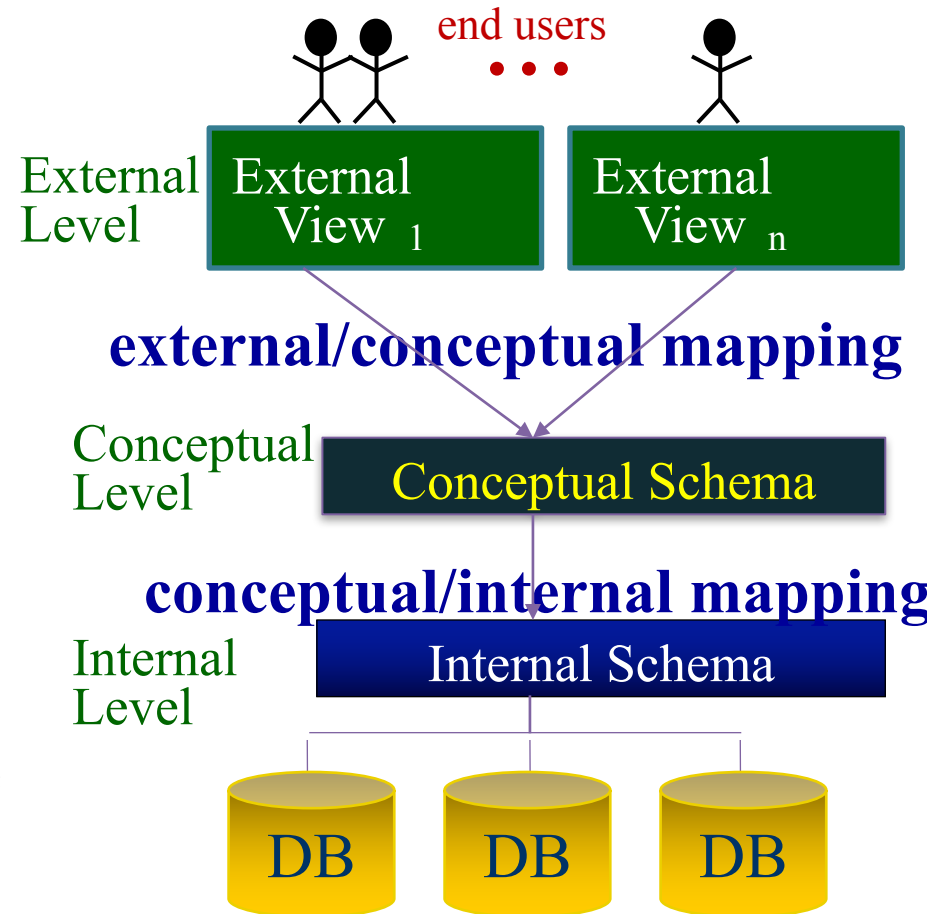 end users
• • •
External Level
External View 1
External View n
external/conceptual mapping
Conceptual Level
Conceptual Schema
conceptual/internal mapping
Internal Level
Internal Schema
DB
DB
DB